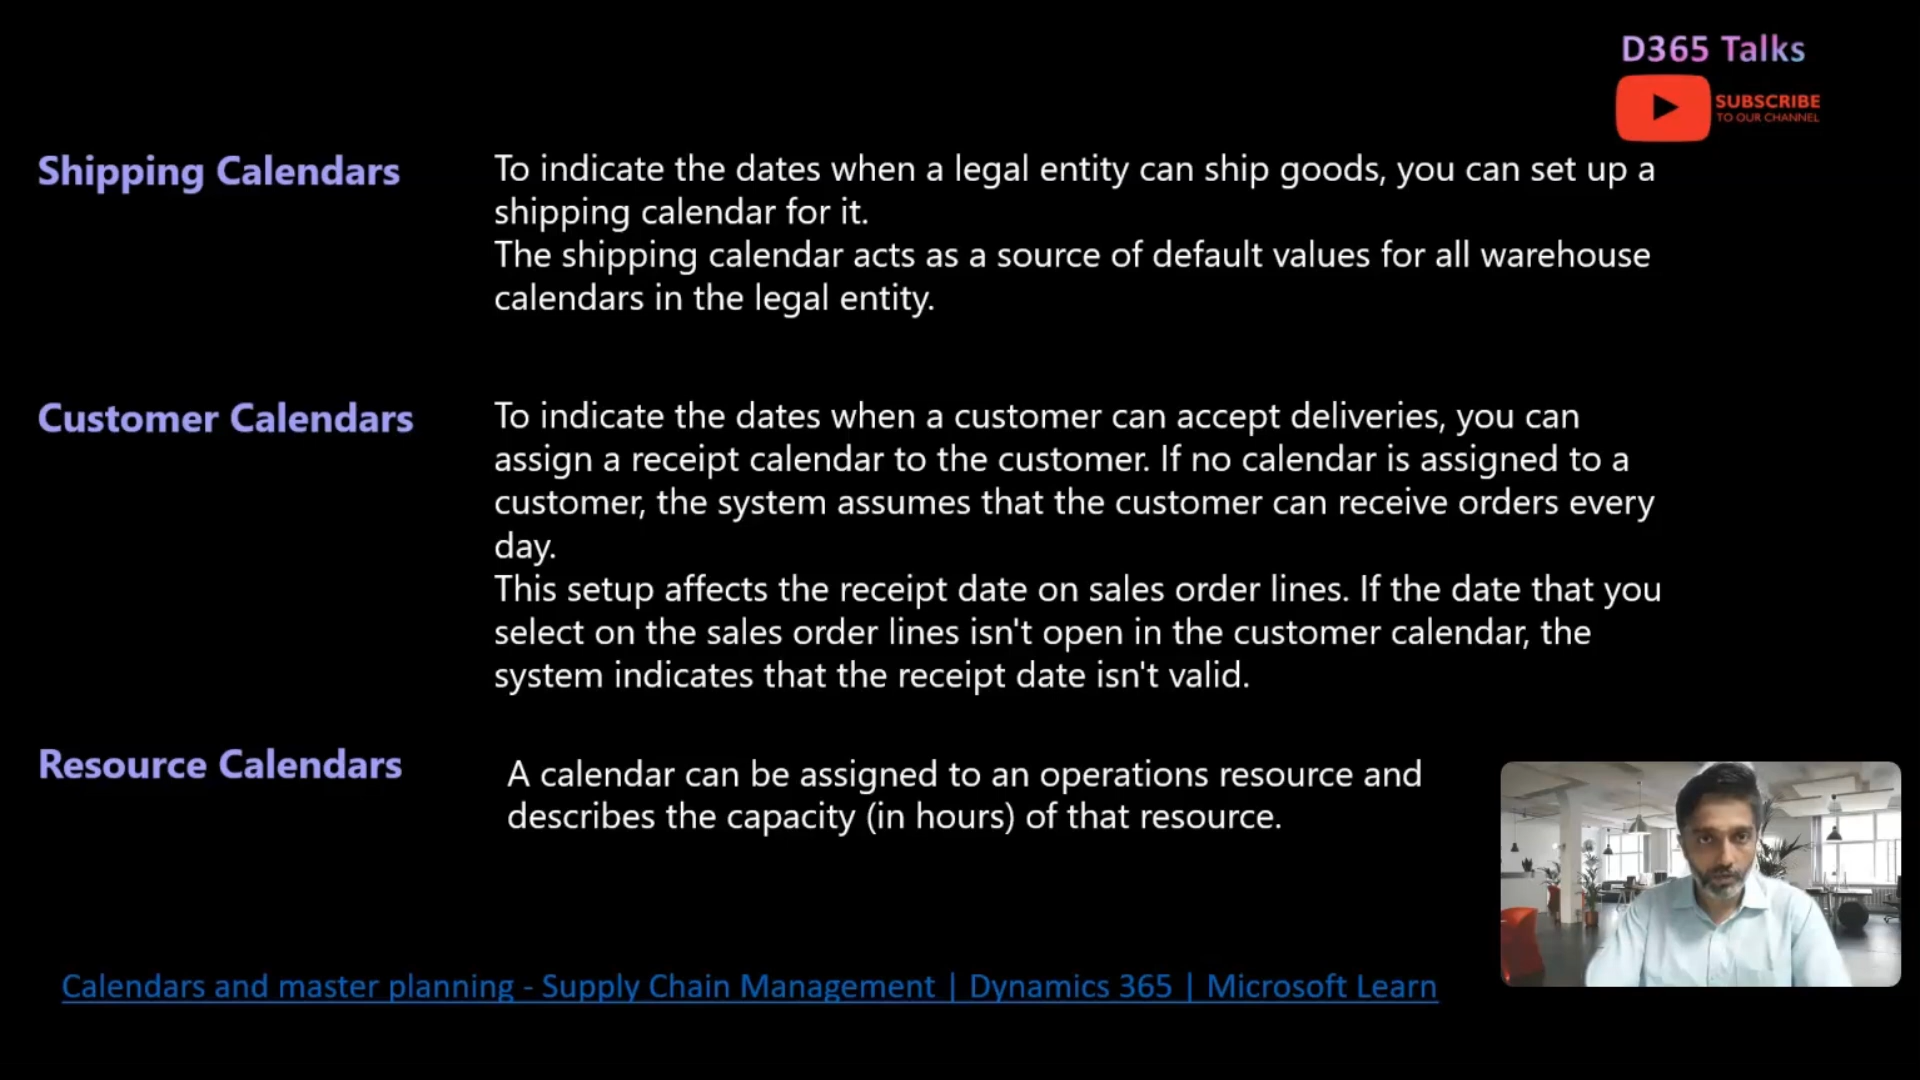 D365 Talks
SUBSCRIBE
TO OUR CHANNEL
Shipping Calendars
To indicate the dates when a legal entity can ship goods, you can set up a
shipping calendar for it.
The shipping calendar acts as a source of default values for all warehouse
calendars in the legal entity.
Customer Calendars
To indicate the dates when a customer can accept deliveries, you can
assign a receipt calendar to the customer. If no calendar is assigned to a
customer, the system assumes that the customer can receive orders every
day.
This setup affects the receipt date on sales order lines. If the date that you
select on the sales order lines isn't open in the customer calendar, the
system indicates that the receipt date isn't valid.
Resource Calendars
A calendar can be assigned to an operations resource and
describes the capacity (in hours) of that resource.
Calendars and master planning - Supply Chain Management | Dynamics 365 | Microsoft Learn